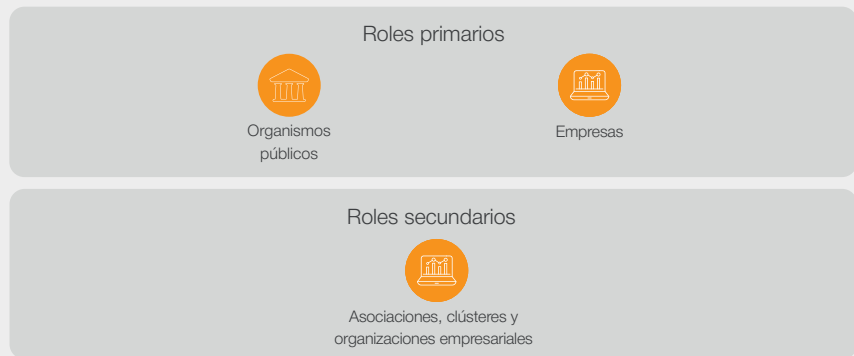 Roles primarios
Organismos
públicos
Empresas
Roles secundarios
Asociaciones, clústeres y
organizaciones empresariales